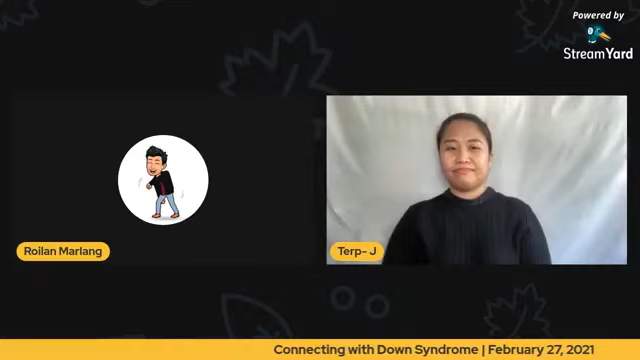 Powered by
StreamYard
Roilan Marlang
Terp- J
Connecting with Down Syndrome | February 27, 2021